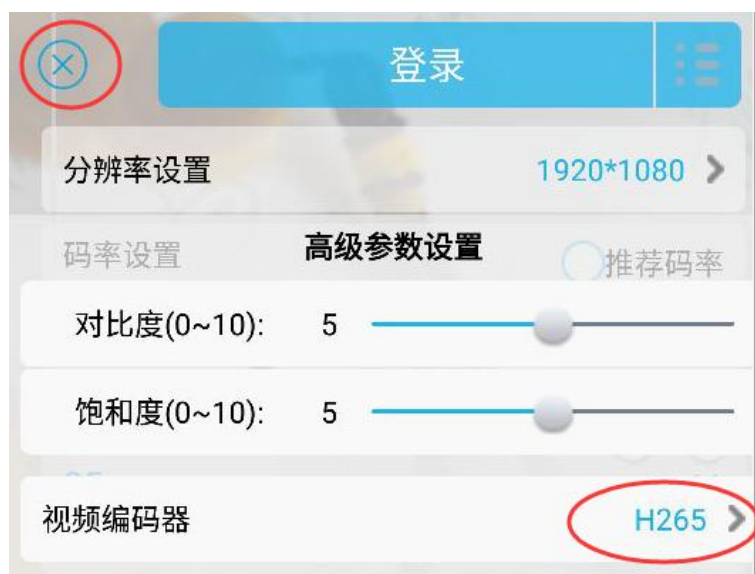 登录
分辨率设置 1920*1080
高级参数设置
码率设置 推荐码率
对比度(0~10): 5
饱和度(0~10): 5
视频编码器 H265